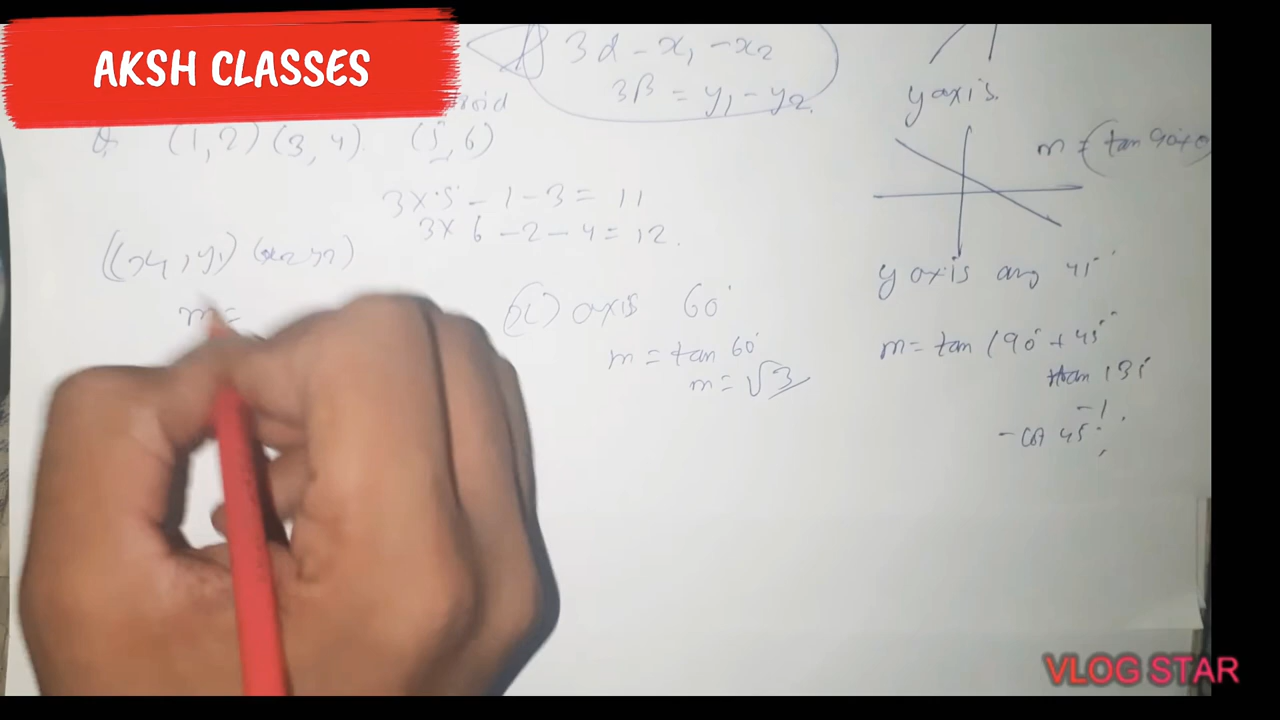 AKSH CLASSES
3α - x1 - x2
3β = y1 - y2.
roid
(1,2) (3,4). (5,6)
3×5 - 1 - 3 = 11
3×6 - 2 - 4 = 12.
((x1, y1) (x2 y2)
m =
(x) axis 60°
m = tan 60°
m = √3
y axis.
m = (tan 90+θ
y axis ang 45°
m = tan (90° + 45°
tan 135
-1.
- cot 45°
VLOG STAR